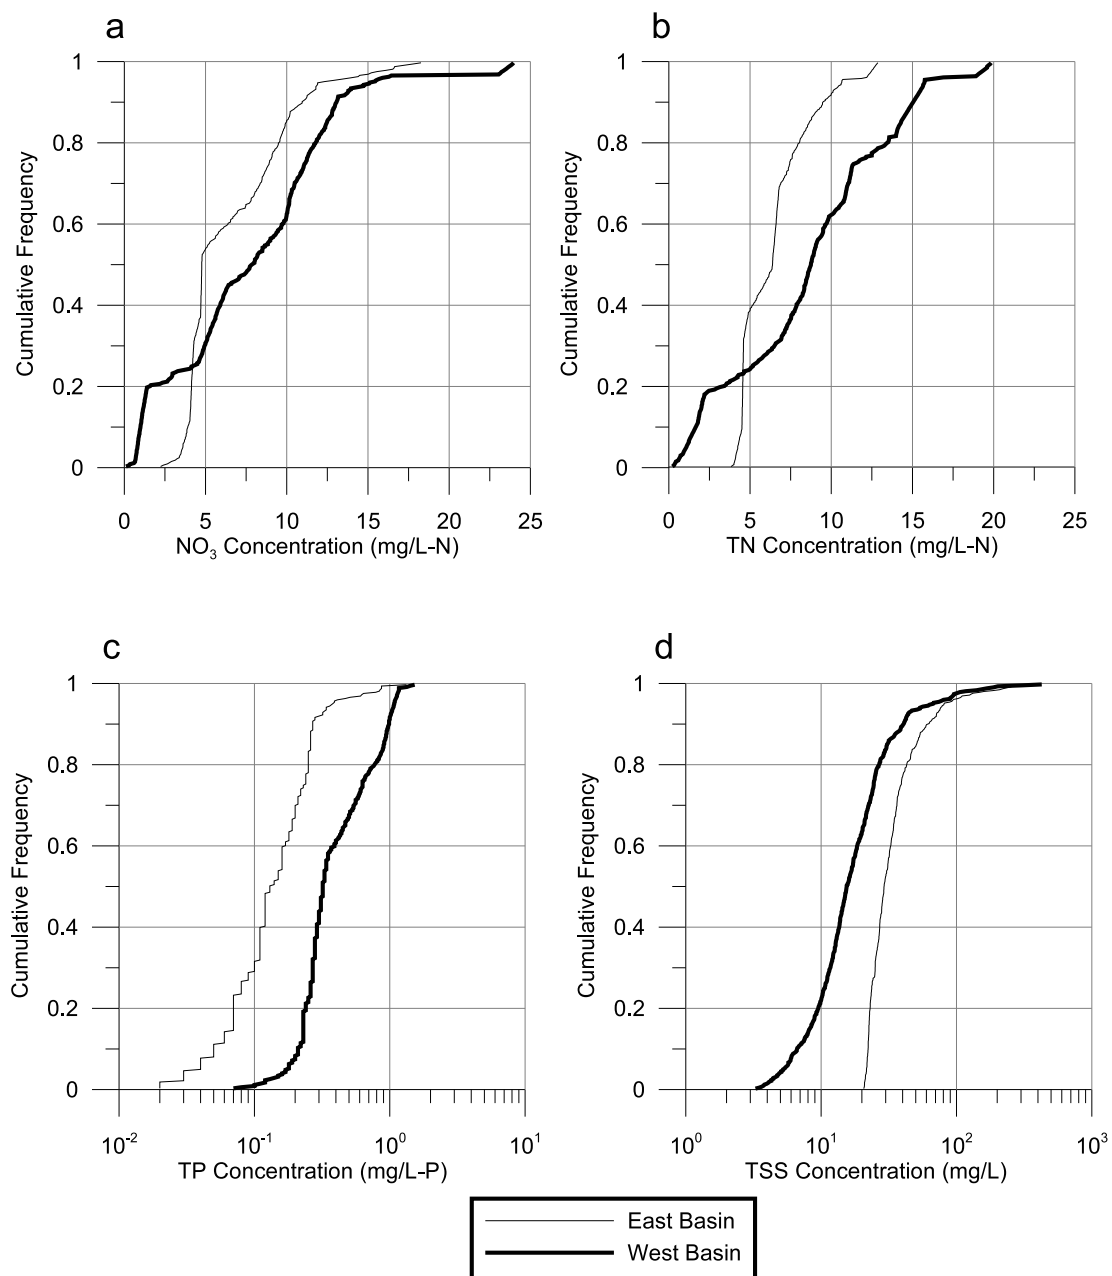 a
1
0.8
0.6
0.4
0.2
0
Cumulative Frequency
0 5 10 15 20 25
NO₃ Concentration (mg/L-N)
b
1
0.8
0.6
0.4
0.2
0
Cumulative Frequency
0 5 10 15 20 25
TN Concentration (mg/L-N)
c
1
0.8
0.6
0.4
0.2
0
Cumulative Frequency
10⁻² 10⁻¹ 10⁰ 10¹
TP Concentration (mg/L-P)
d
1
0.8
0.6
0.4
0.2
0
Cumulative Frequency
10⁰ 10¹ 10² 10³
TSS Concentration (mg/L)
East Basin
West Basin